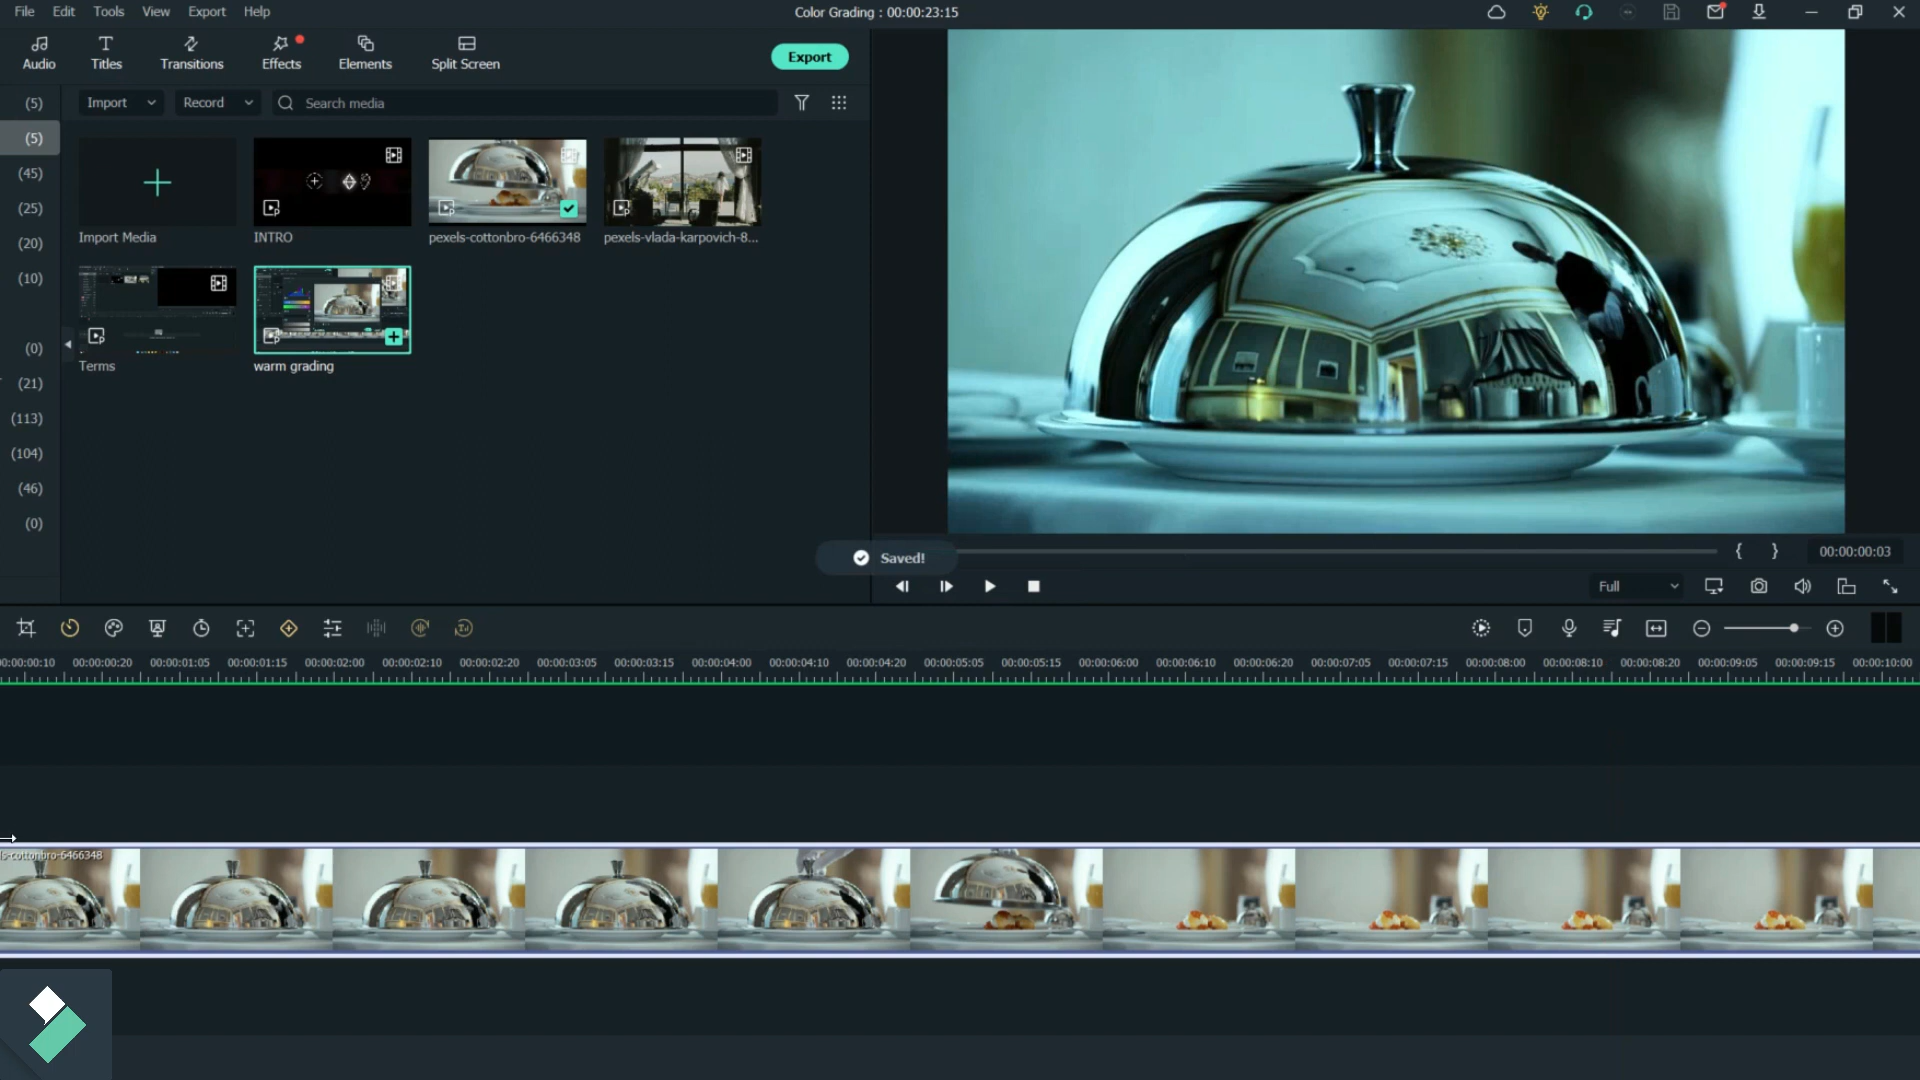 File Edit Tools View Export Help
Color Grading : 00:00:23:15
Audio Titles Transitions Effects Elements Split Screen
Export
(5)
(5)
(45)
(25)
(20)
(10)
(0)
(21)
(113)
(104)
(46)
(0)
Import Record Search media
Import Media INTRO pexels-cottonbro-6466348 pexels-vlada-karpovich-8...
Terms warm grading
Saved!
{ } 00:00:00:03
Full
00:00:00:10 00:00:00:20 00:00:01:05 00:00:01:15 00:00:02:00 00:00:02:10 00:00:02:20 00:00:03:05 00:00:03:15 00:00:04:00 00:00:04:10 00:00:04:20 00:00:05:05 00:00:05:15 00:00:06:00 00:00:06:10 00:00:06:20 00:00:07:05 00:00:07:15 00:00:08:00 00:00:08:10 00:00:08:20 00:00:09:05 00:00:09:15 00:00:10:00
ls-cottonbro-6466348